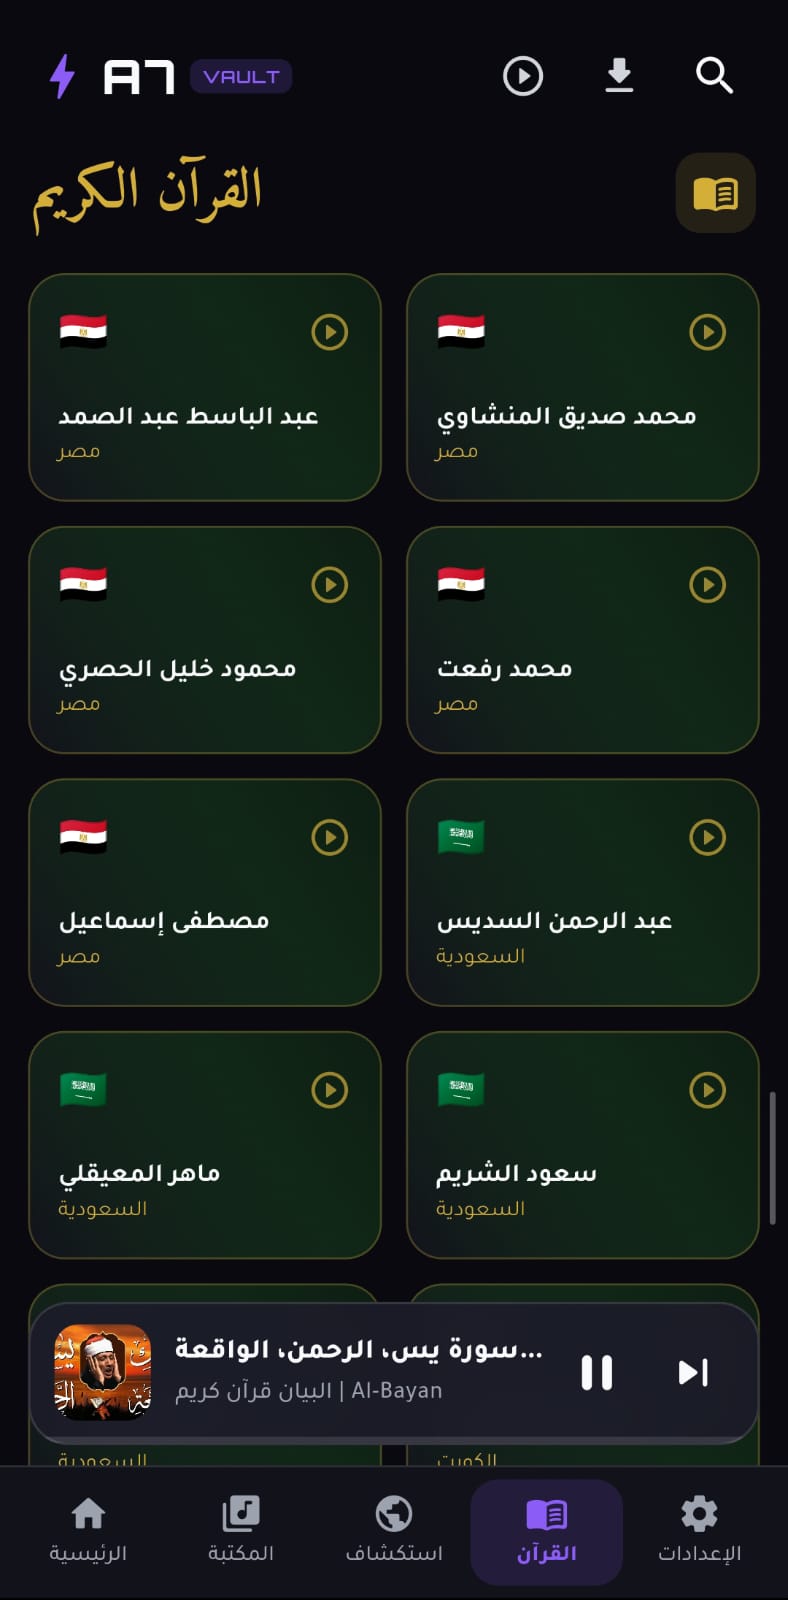 A7 VAULT
القرآن الكريم
عبد الباسط عبد الصمد
مصر
محمد صديق المنشاوي
مصر
محمود خليل الحصري
مصر
محمد رفعت
مصر
مصطفى إسماعيل
مصر
عبد الرحمن السديس
السعودية
ماهر المعيقلي
السعودية
سعود الشريم
السعودية
سورة يس، الرحمن، الواقعة...
البيان قرآن كريم | Al-Bayan
السعودية
الكويت
الرئيسية
المكتبة
استكشاف
القرآن
الإعدادات